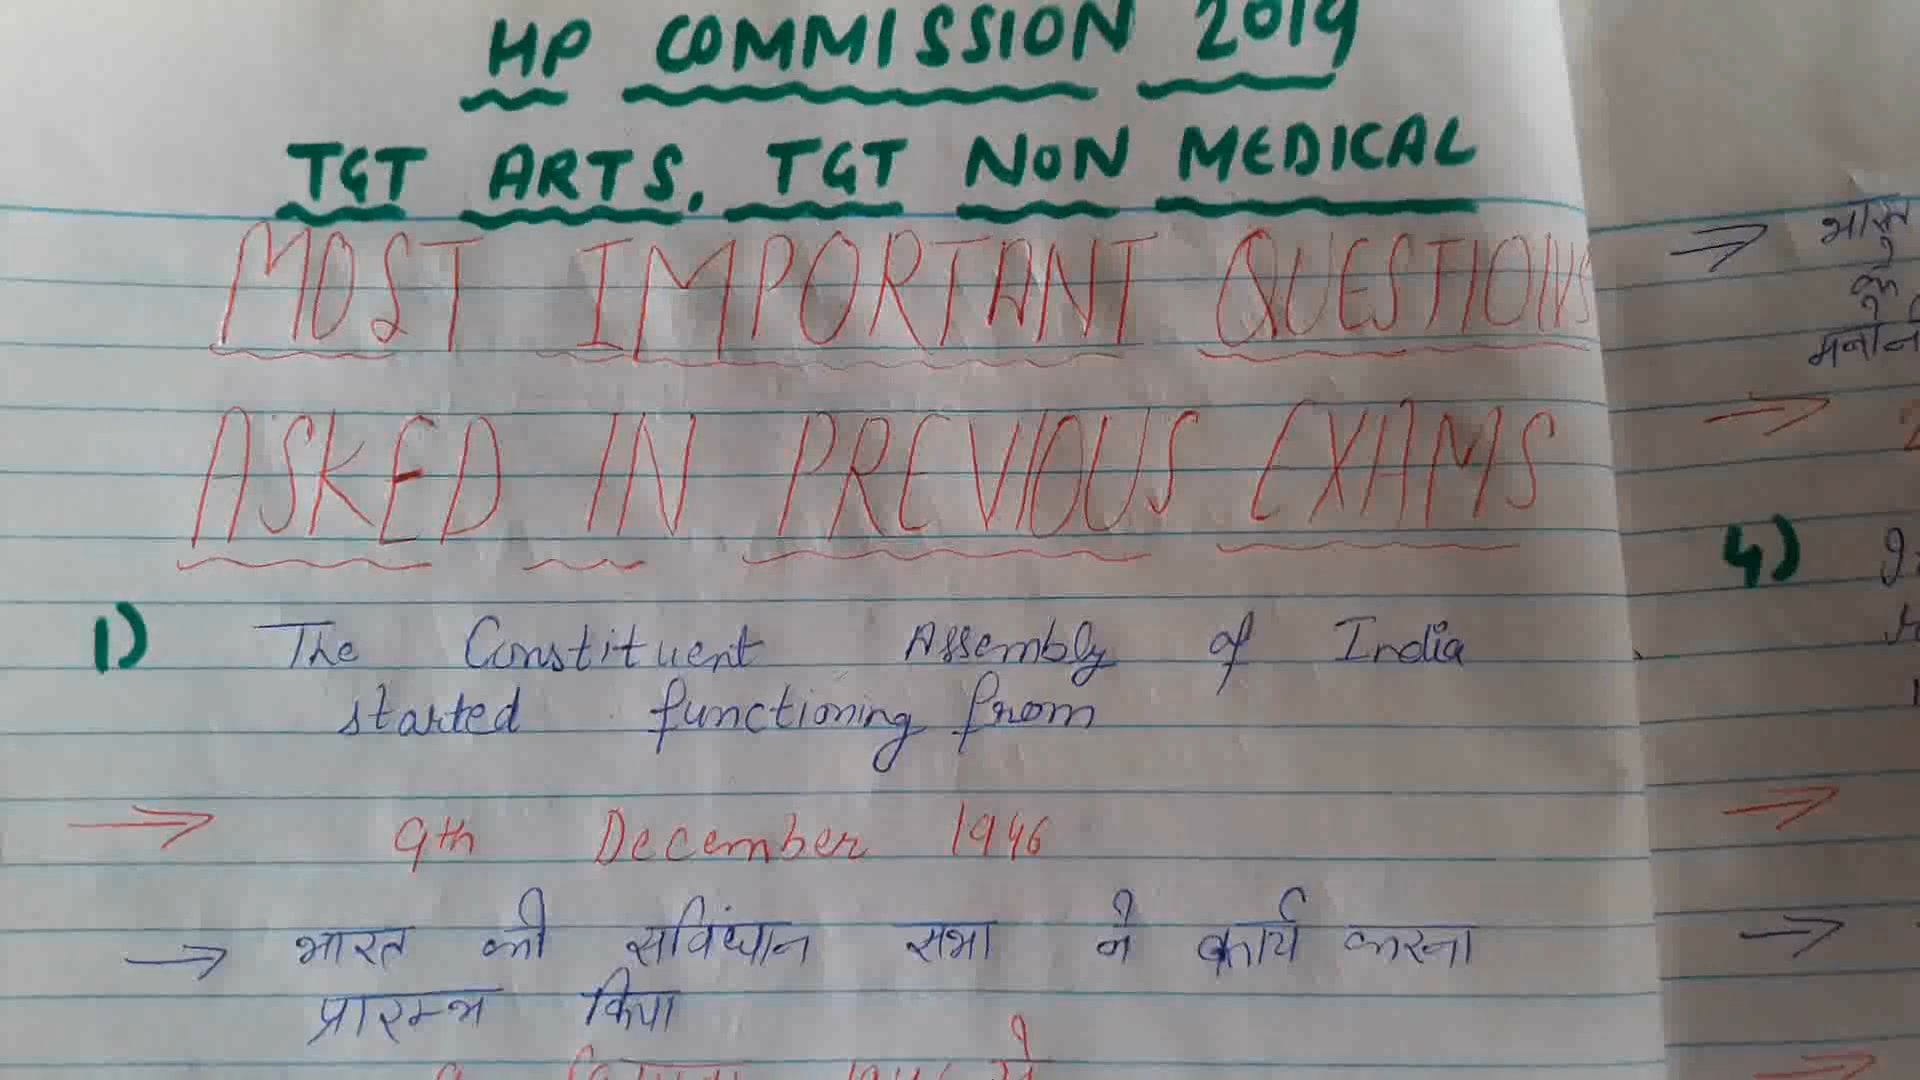 HP COMMISSION 2019
TGT ARTS, TGT NON MEDICAL
MOST IMPORTANT QUESTIONS
ASKED IN PREVIOUS EXAMS
1) The Constituent Assembly of India
started functioning from
→ 9th December 1946
→ भारत की सविंधान सभा ने कार्य करना
प्रारम्भ किया
4)